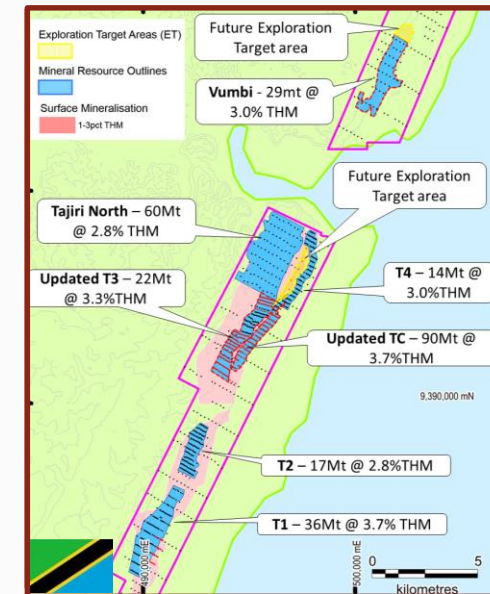 Exploration Target Areas (ET)
Mineral Resource Outlines
Surface Mineralisation
1-3pct THM
Future Exploration
Target area
Vumbi - 29mt @
3.0% THM
Future Exploration
Target area
Tajiri North – 60Mt
@ 2.8% THM
Updated T3 – 22Mt
@ 3.3%THM
T4 – 14Mt @
3.0%THM
Updated TC – 90Mt @
3.7%THM
9,390,000 mN
T2 – 17Mt @ 2.8%THM
T1 – 36Mt @ 3.7% THM
490,000 mE
500,000 mE
0 5
kilometres